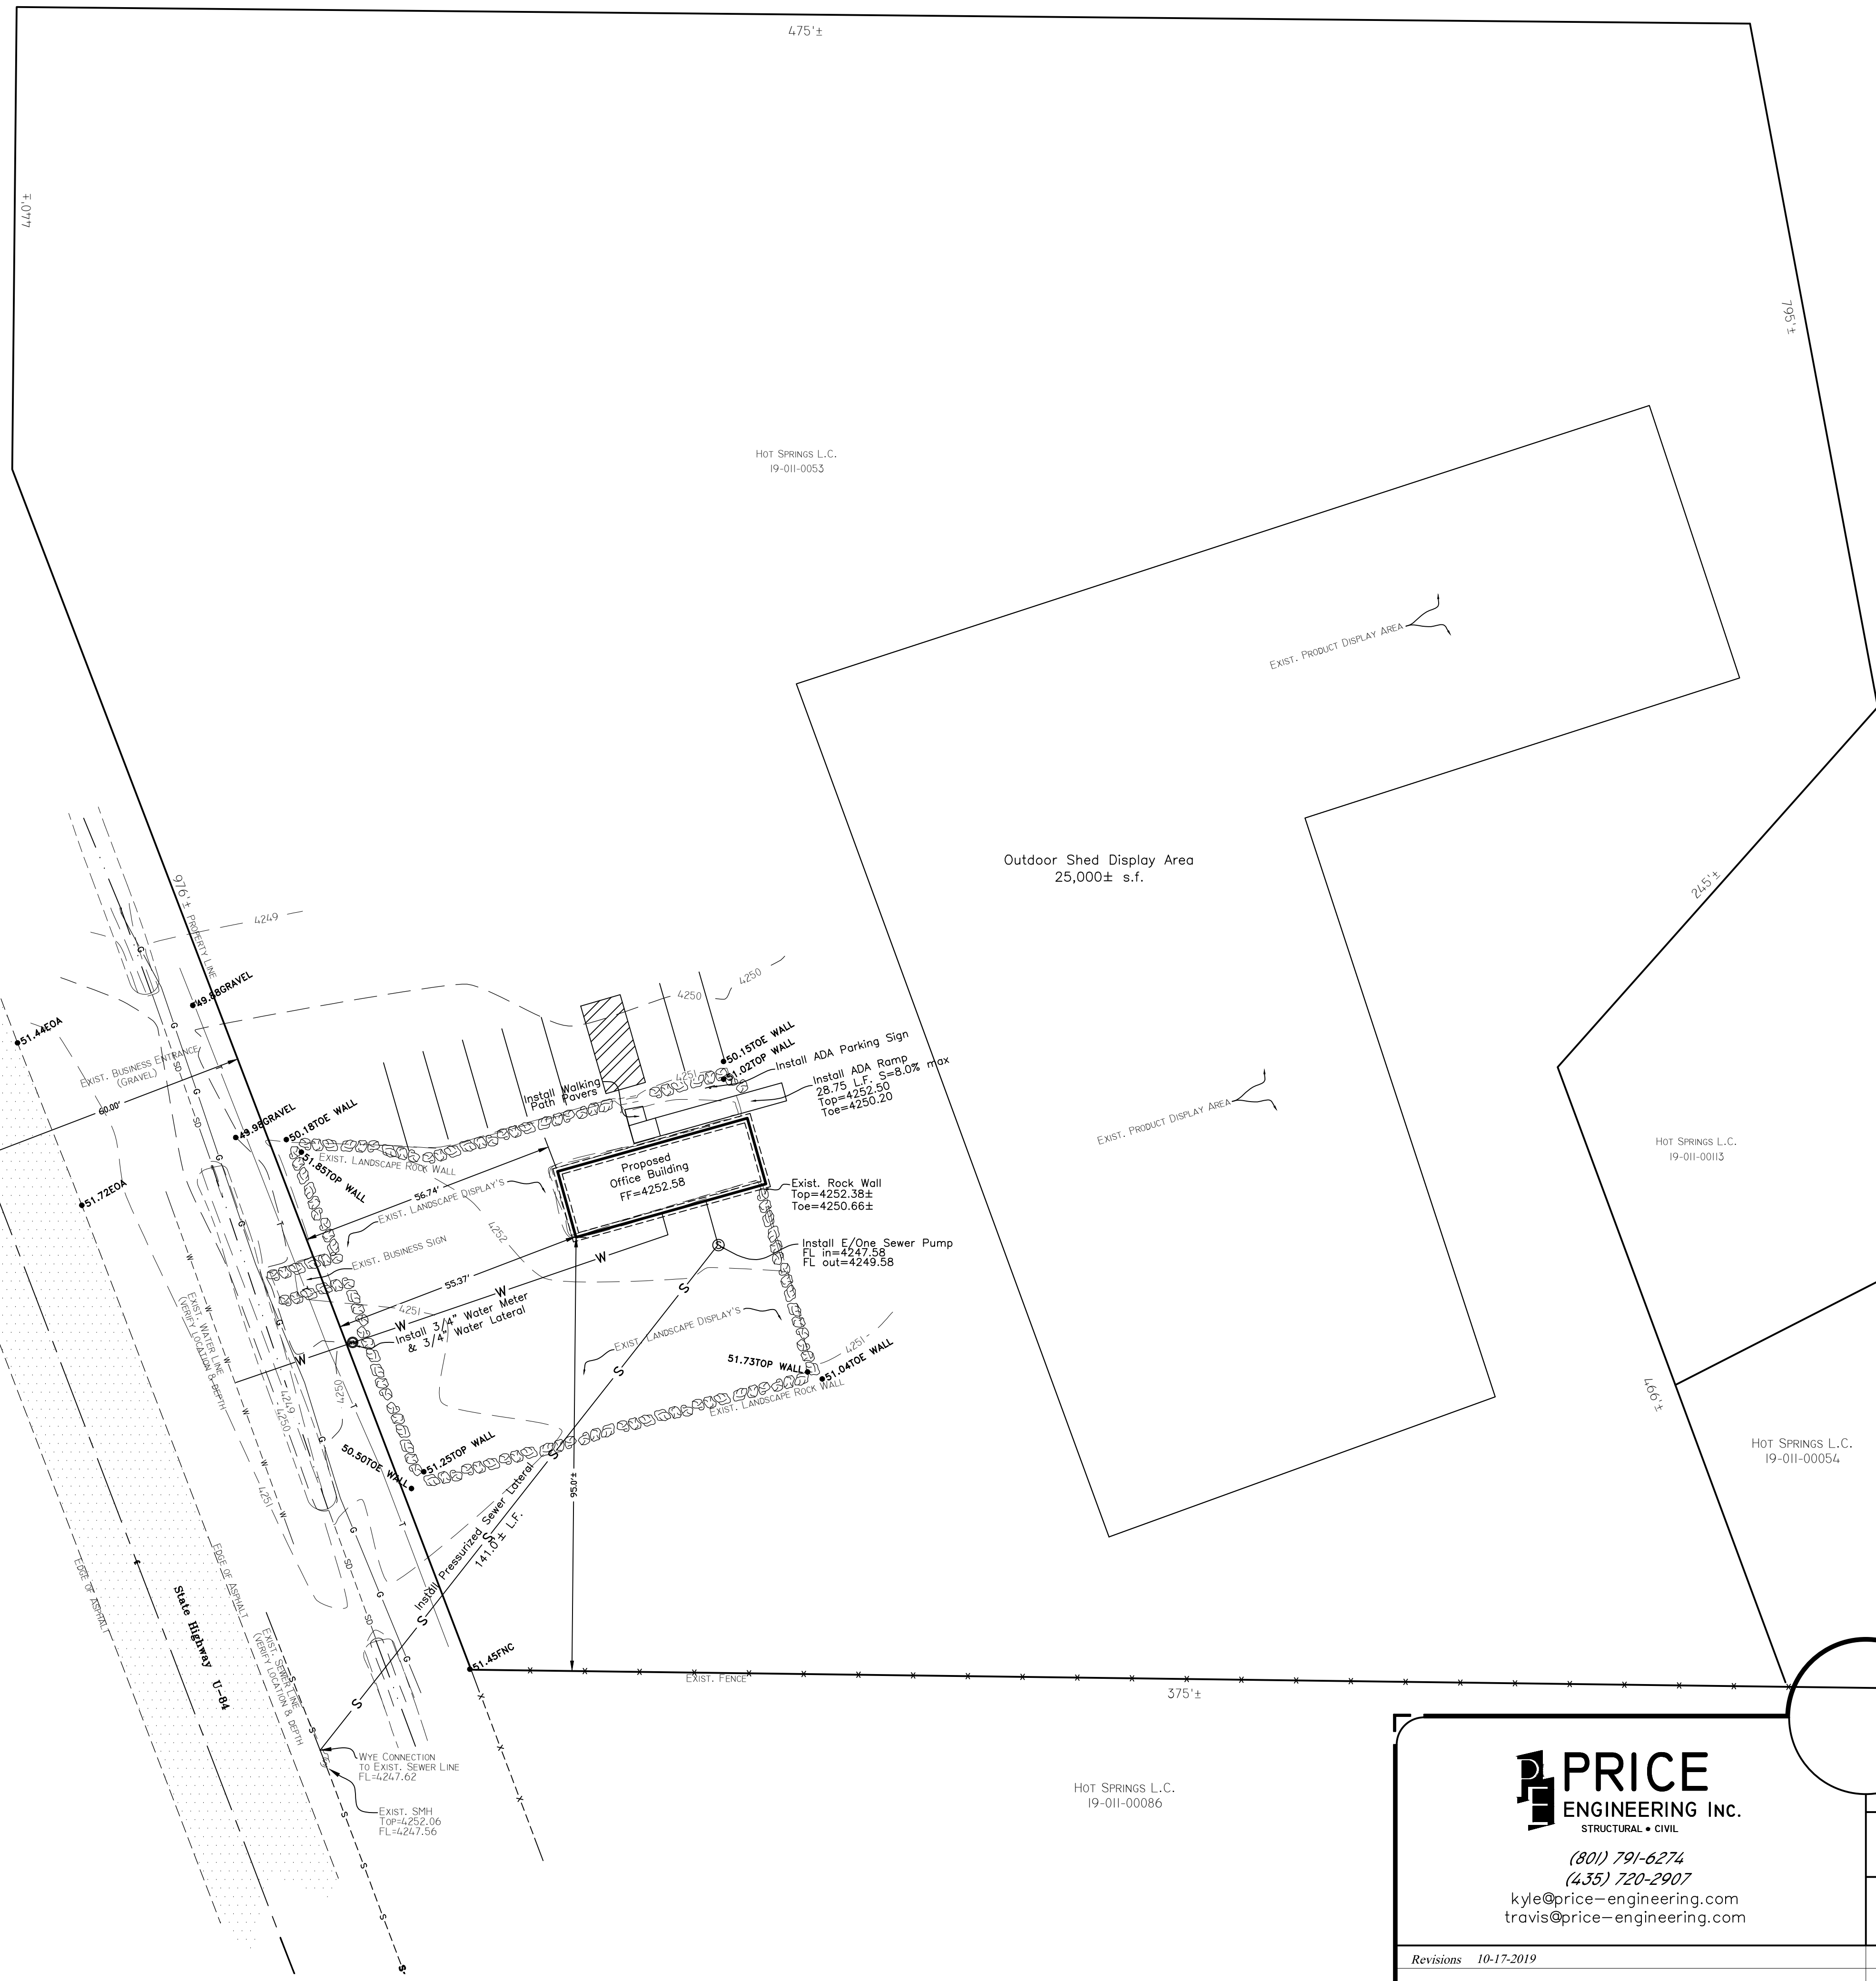 475'±
440'±
795'±
Hot Springs L.C.
19-011-0053
Exist. Product Display Area
Outdoor Shed Display Area
25,000± s.f.
245'±
976'± Property Line
4249
49.88GRAVEL
4250
4250
51.44EOA
Exist. Business Entrance
(Gravel)
60.00'
50.15TOE WALL
51.02TOP WALL
4251
Install ADA Parking Sign
Install ADA Ramp
28.75 L.F. S=8.0% max
Top=4252.50
Toe=4250.20
Install Walking
Path Pavers
Exist. Product Display Area
Hot Springs L.C.
19-011-00113
49.98GRAVEL
50.18TOE WALL
51.85TOP WALL
Exist. Landscape Rock Wall
Proposed
Office Building
FF=4252.58
56.74'
Exist. Landscape Display's
Exist. Rock Wall
Top=4252.38±
Toe=4250.66±
51.72EOA
4252
Exist. Business Sign
55.37'
Install E/One Sewer Pump
FL in=4247.58
FL out=4249.58
4251
Install 3/4" Water Meter
& 3/4" Water Lateral
Exist. Water Line
(verify location & depth
Exist. Landscape Display's
4251
51.73TOP WALL
51.04TOE WALL
Exist. Landscape Rock Wall
4249
4250
4250
4251
466'±
Hot Springs L.C.
19-011-00054
50.50TOE WALL
51.25TOP WALL
Install Pressurized Sewer Lateral
141.0'± L.F.
95.0'±
Edge of Asphalt
Edge of Asphalt
State Highway U-84
Exist. Sewer Line
(verify location & depth
51.45FNC
Exist. Fence
375'±
Wye Connection
to Exist. Sewer Line
FL=4247.62
Exist. SMH
Top=4252.06
FL=4247.56
Hot Springs L.C.
19-011-00086
PRICE
ENGINEERING Inc.
STRUCTURAL • CIVIL
(801) 791-6274
(435) 720-2907
kyle@price-engineering.com
travis@price-engineering.com
Revisions 10-17-2019